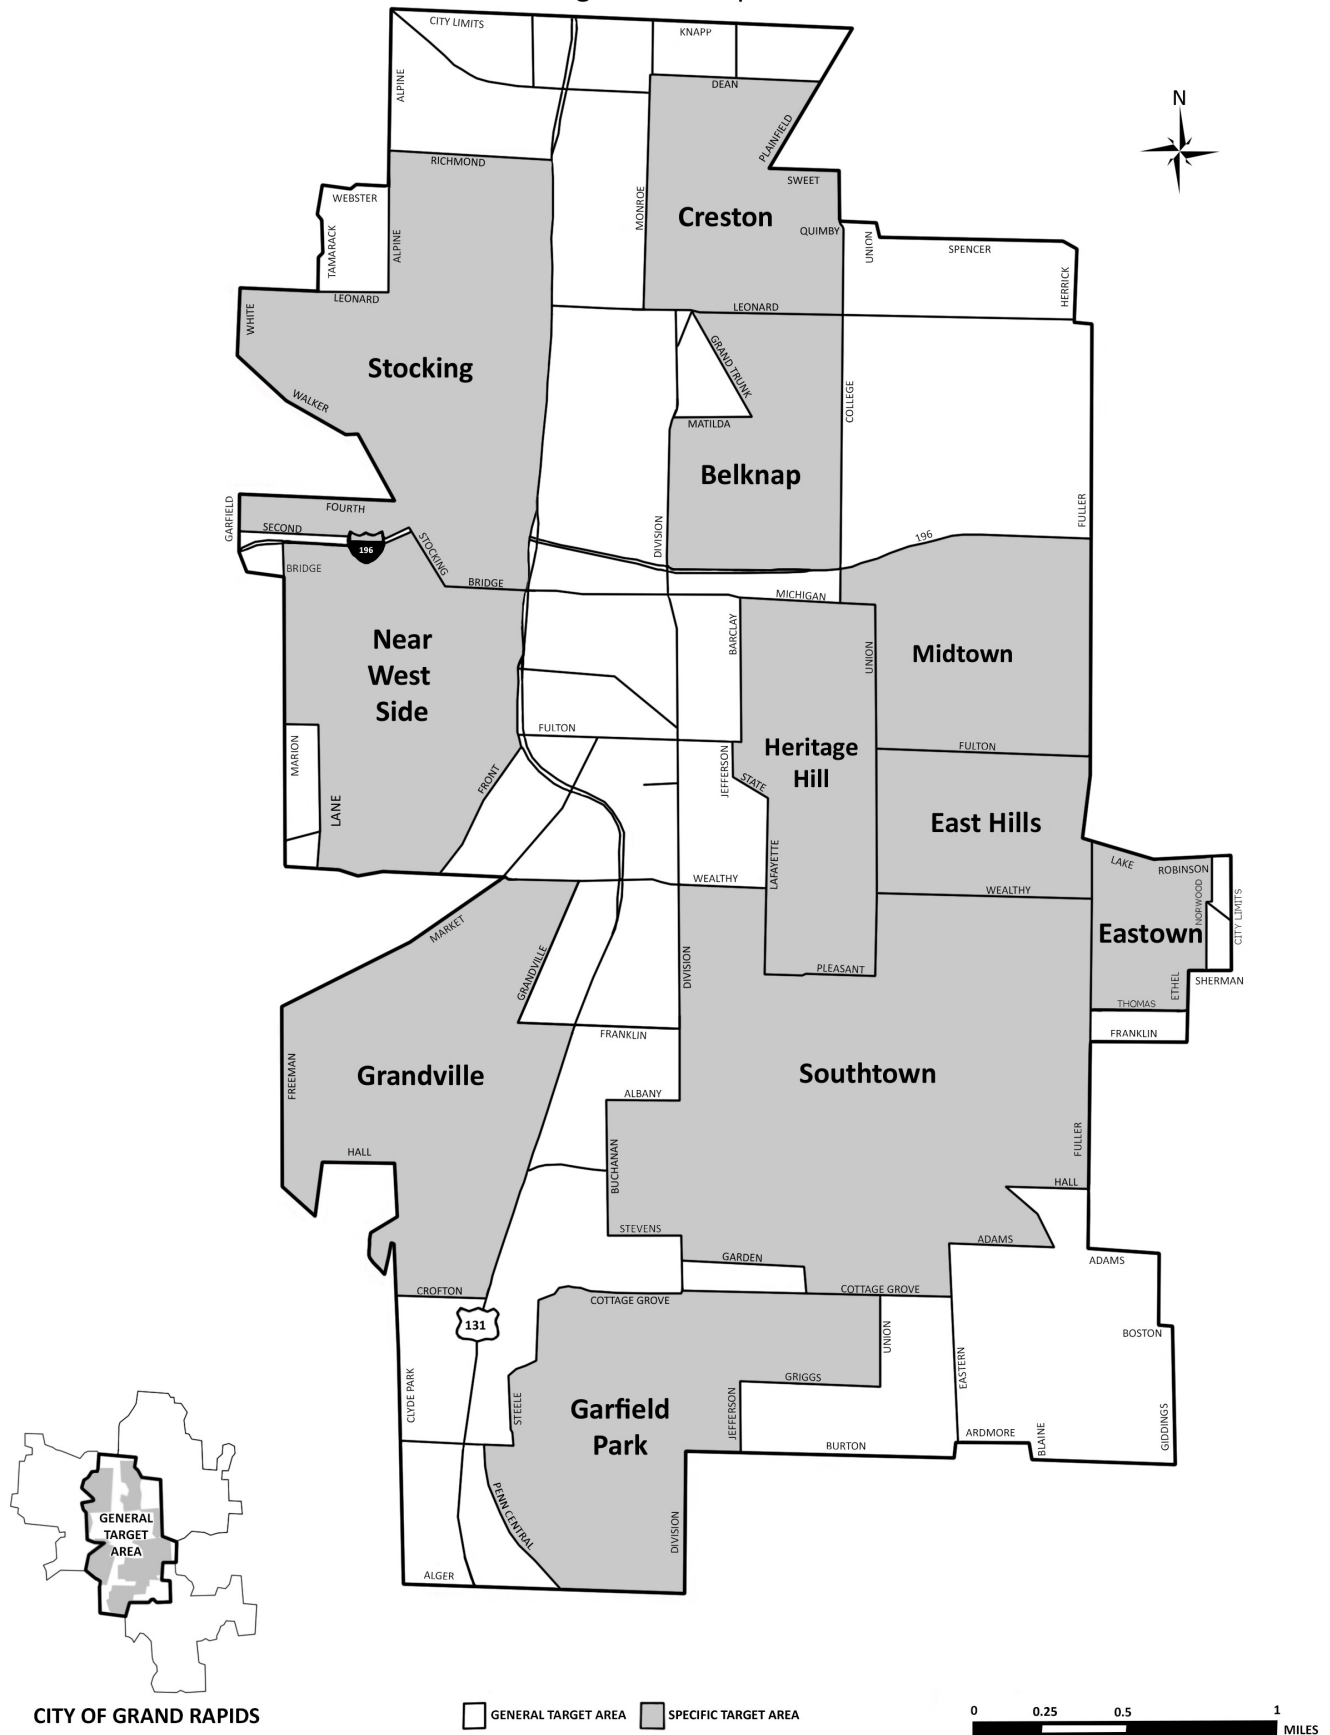 CITY LIMITS
KNAPP
ALPINE
DEAN
PLAINFIELD
RICHMOND
SWEET
WEBSTER
MONROE
Creston
TAMARACK
ALPINE
QUIMBY
UNION
SPENCER
HERRICK
LEONARD
WHITE
LEONARD
Stocking
GRAND TRUNK
WALKER
COLLEGE
MATILDA
Belknap
GARFIELD
FOURTH
FULLER
SECOND
196
STOCKING
DIVISION
196
BRIDGE
BRIDGE
MICHIGAN
Near
West
Side
BARCLAY
UNION
Midtown
FULTON
Heritage
Hill
FULTON
MARION
JEFFERSON
STATE
FRONT
LANE
East Hills
LAFAYETTE
LAKE
ROBINSON
WEALTHY
WEALTHY
NORWOOD
CITY LIMITS
MARKET
Eastown
GRANDVILLE
DIVISION
PLEASANT
ETHEL
SHERMAN
THOMAS
FRANKLIN
FRANKLIN
FREEMAN
Grandville
Southtown
ALBANY
HALL
BUCHANAN
FULLER
HALL
STEVENS
ADAMS
GARDEN
ADAMS
CROFTON
COTTAGE GROVE
COTTAGE GROVE
131
UNION
BOSTON
EASTERN
CLYDE PARK
GRIGGS
STEELE
Garfield
Park
JEFFERSON
ARDMORE
BLAINE
GIDDINGS
BURTON
PENN CENTRAL
DIVISION
ALGER
GENERAL
TARGET
AREA
CITY OF GRAND RAPIDS
GENERAL TARGET AREA
SPECIFIC TARGET AREA
0 0.25 0.5 1
MILES
N